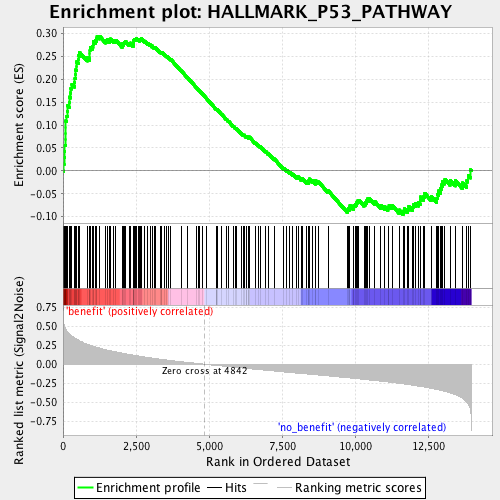 Enrichment plot: HALLMARK_P53_PATHWAY
Enrichment score (ES)
0.30
0.25
0.20
0.15
0.10
0.05
0.00
-0.05
-0.10
Ranked list metric (Signal2Noise)
0.75
0.50
0.25
0.00
-0.25
-0.50
-0.75
'benefit' (positively correlated)
Zero cross at 4842
'no_benefit' (negatively correlated)
0
2,500
5,000
7,500
10,000
12,500
Rank in Ordered Dataset
Enrichment profile
Hits
Ranking metric scores